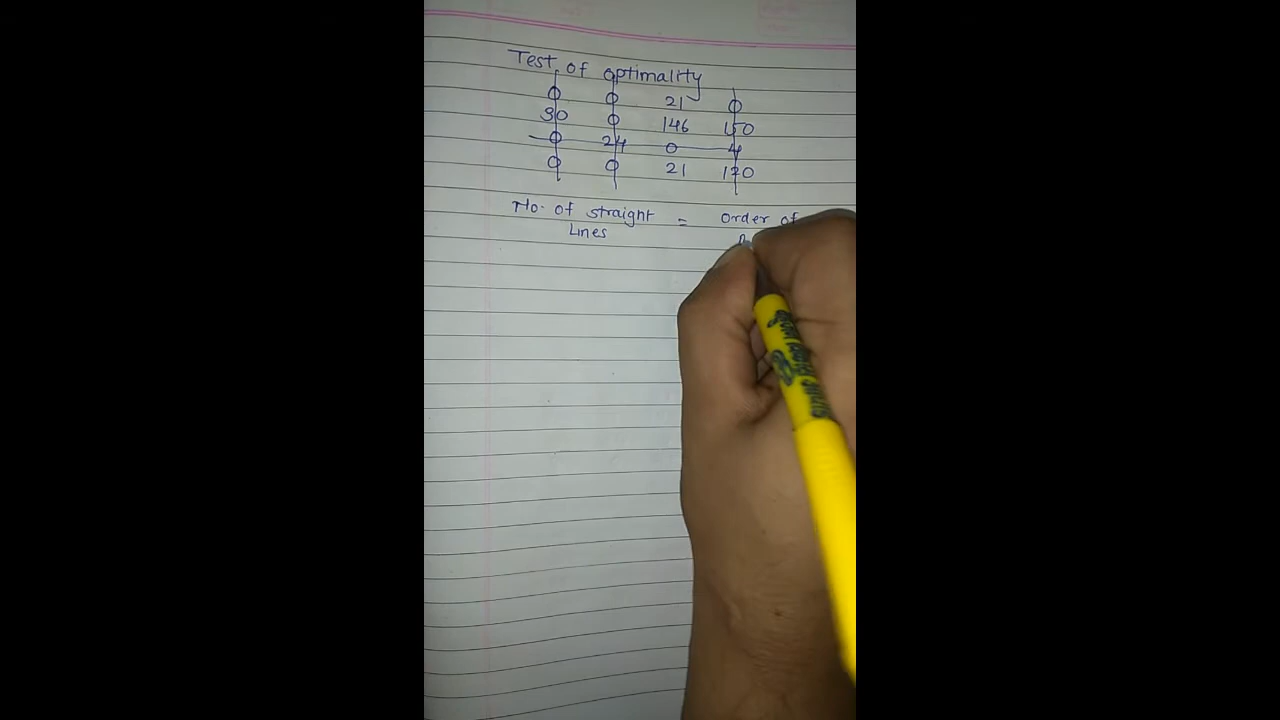 Test of optimality
0 0 21 0
30 0 146 150
0 24 0 4
0 0 21 120
No. of straight = order of
Lines